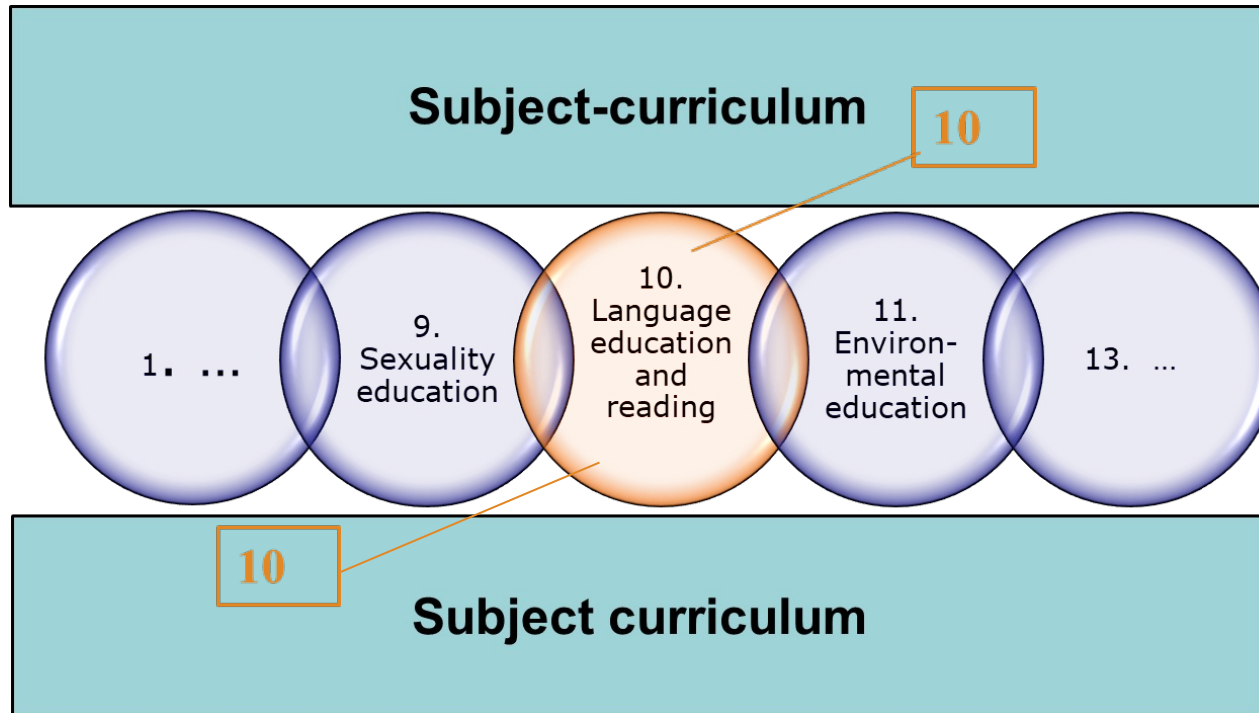 Subject-curriculum
10
1. ...
9.
Sexuality
education
10.
Language
education
and
reading
11.
Environ-
mental
education
13. ...
10
Subject curriculum